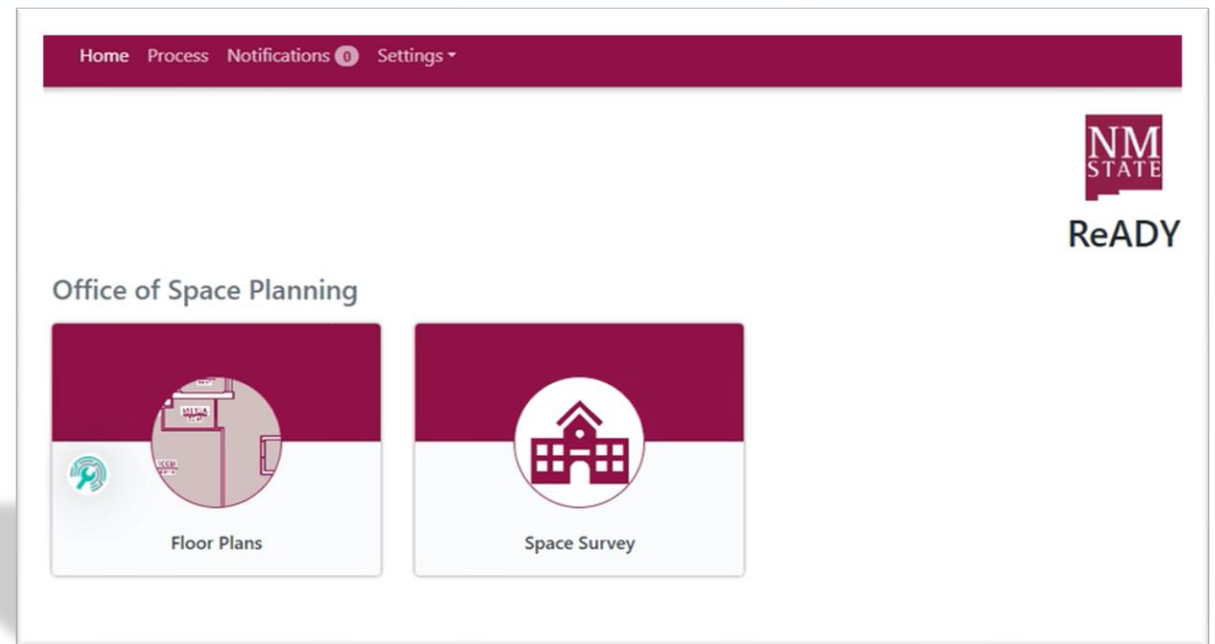 Home Process Notifications 0 Settings
NM
STATE
ReADY
Office of Space Planning
Floor Plans
Space Survey